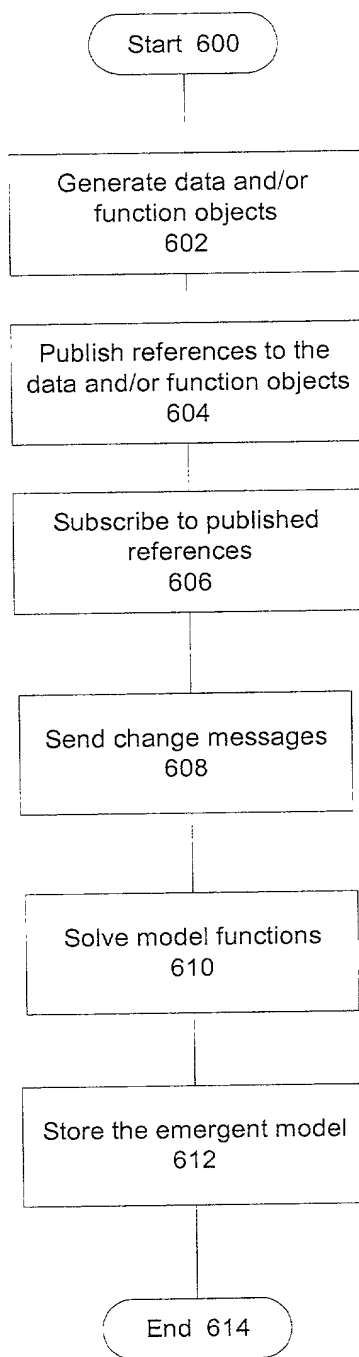 Start 600
Generate data and/or
function objects
602
Publish references to the
data and/or function objects
604
Subscribe to published
references
606
Send change messages
608
Solve model functions
610
Store the emergent model
612
End 614